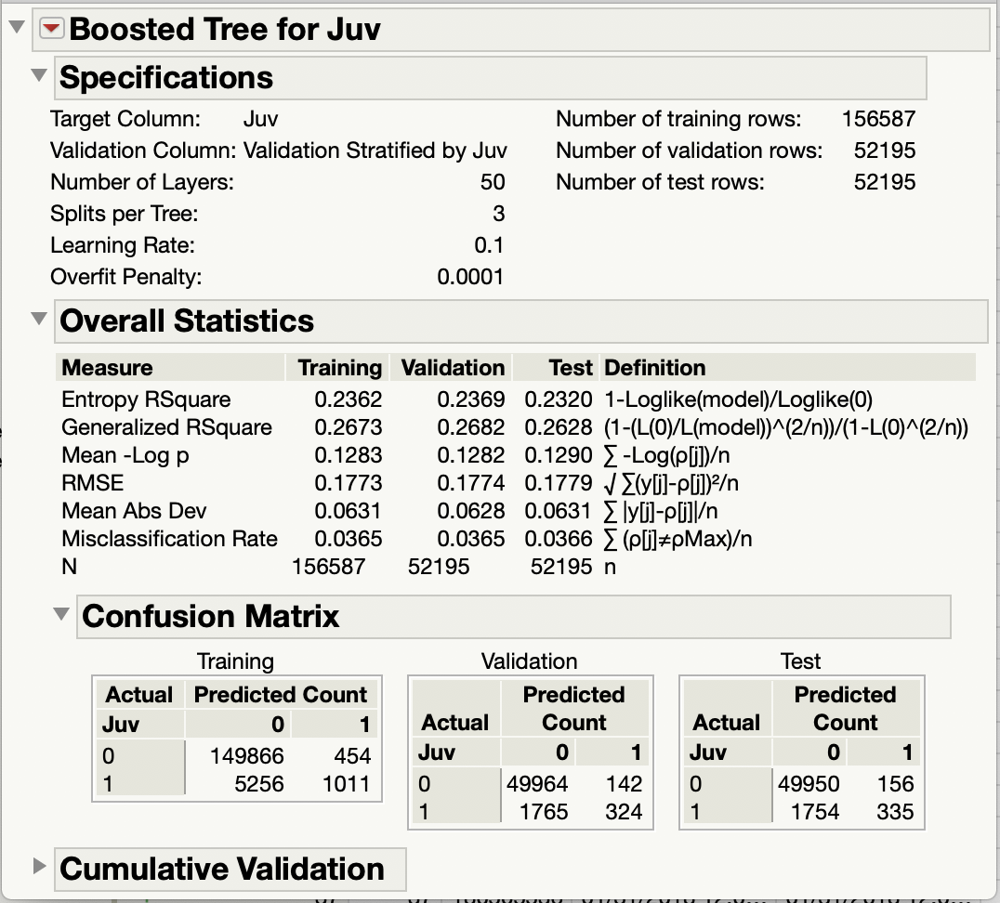 Boosted Tree for Juv
Specifications
Target Column: Juv Number of training rows: 156587
Validation Column: Validation Stratified by Juv Number of validation rows: 52195
Number of Layers: 50 Number of test rows: 52195
Splits per Tree: 3
Learning Rate: 0.1
Overfit Penalty: 0.0001
Overall Statistics
Measure Training Validation Test Definition
Entropy RSquare 0.2362 0.2369 0.2320 1-Loglike(model)/Loglike(0)
Generalized RSquare 0.2673 0.2682 0.2628 (1-(L(0)/L(model))^(2/n))/(1-L(0)^(2/n))
Mean -Log p 0.1283 0.1282 0.1290 ∑ -Log(ρ[j])/n
RMSE 0.1773 0.1774 0.1779 √ ∑(y[j]-ρ[j])²/n
Mean Abs Dev 0.0631 0.0628 0.0631 ∑ |y[j]-ρ[j]|/n
Misclassification Rate 0.0365 0.0365 0.0366 ∑ (ρ[j]≠ρMax)/n
N 156587 52195 52195 n
Confusion Matrix
Training
Actual Predicted Count
Juv 0 1
0 149866 454
1 5256 1011
Validation
Predicted
Actual Count
Juv 0 1
0 49964 142
1 1765 324
Test
Predicted
Actual Count
Juv 0 1
0 49950 156
1 1754 335
Cumulative Validation